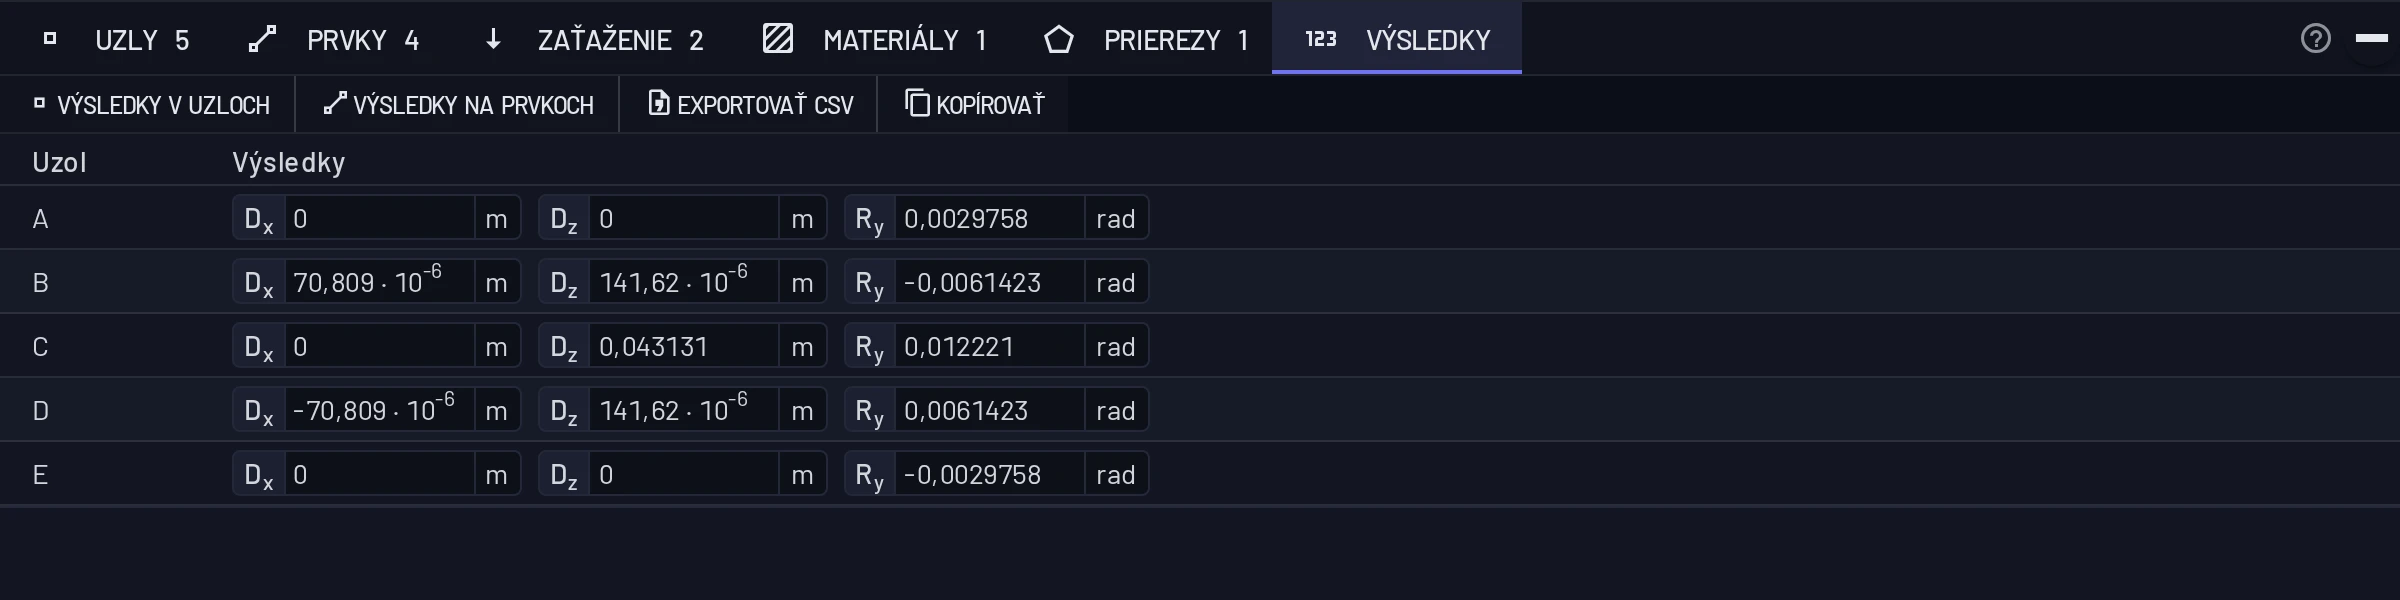 UZLY 5 PRVKY 4 ZAŤAŽENIE 2 MATERIÁLY 1 PRIEREZY 1 123 VÝSLEDKY ?
VÝSLEDKY V UZLOCH VÝSLEDKY NA PRVKOCH EXPORTOVAŤ CSV KOPÍROVAŤ
Uzol Výsledky
A Dx 0 m Dz 0 m Ry 0,0029758 rad
B Dx 70,809 · 10^-6 m Dz 141,62 · 10^-6 m Ry -0,0061423 rad
C Dx 0 m Dz 0,043131 m Ry 0,012221 rad
D Dx -70,809 · 10^-6 m Dz 141,62 · 10^-6 m Ry 0,0061423 rad
E Dx 0 m Dz 0 m Ry -0,0029758 rad